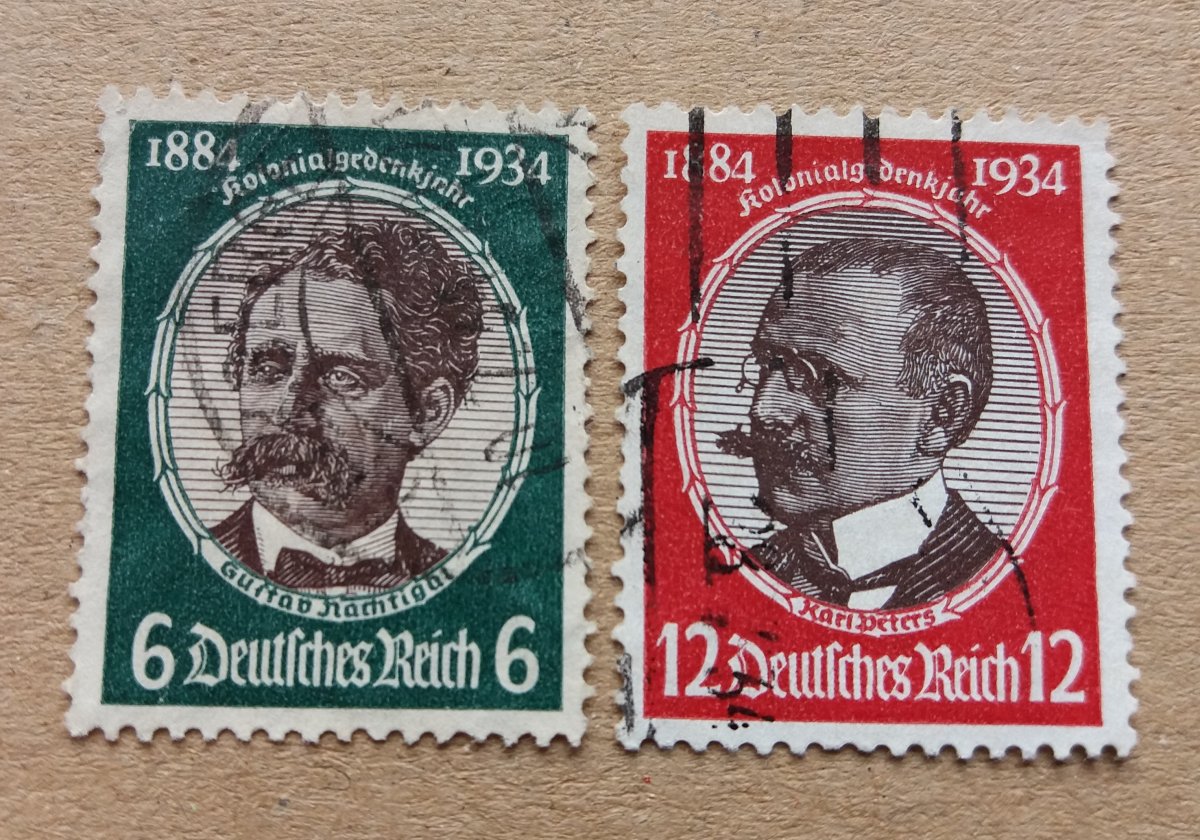 1884 1934
Kolonialgedenkjahr
Gustav Nachtigal
6 Deutſches Reich 6
1884 1934
Kolonialgedenkjahr
Karl Peters
12 Deutſches Reich 12